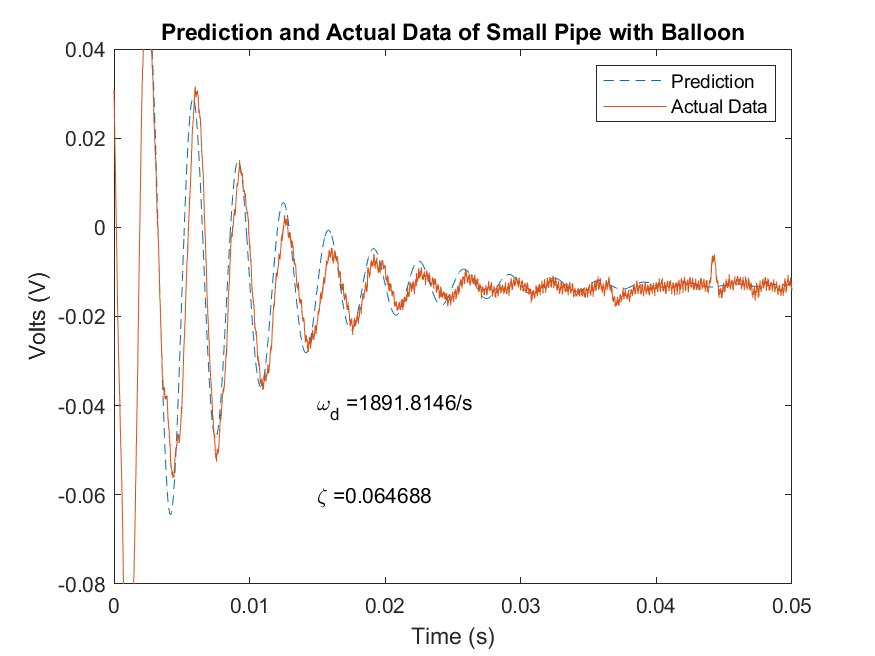 Prediction and Actual Data of Small Pipe with Balloon
Prediction
Actual Data
0.04
0.02
0
-0.02
-0.04
-0.06
-0.08
Volts (V)
ω_d =1891.8146/s
ζ =0.064688
0 0.01 0.02 0.03 0.04 0.05
Time (s)